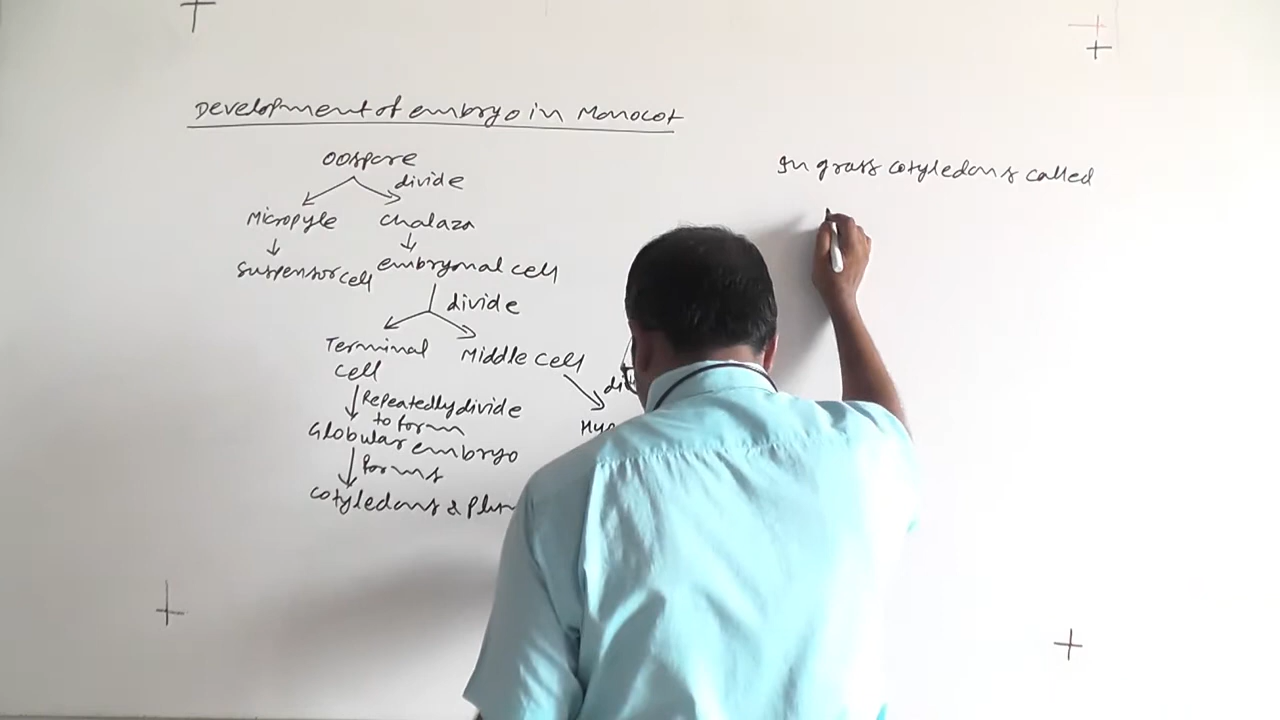 Development of embryo in Monocot
oospore
divide
Micropyle
chalaza
suspensor cell
embryonal cell
divide
Terminal
cell
Middle cell
Repeatedly divide
to form
Globular embryo
forms
cotyledons &
In grass cotyledons called